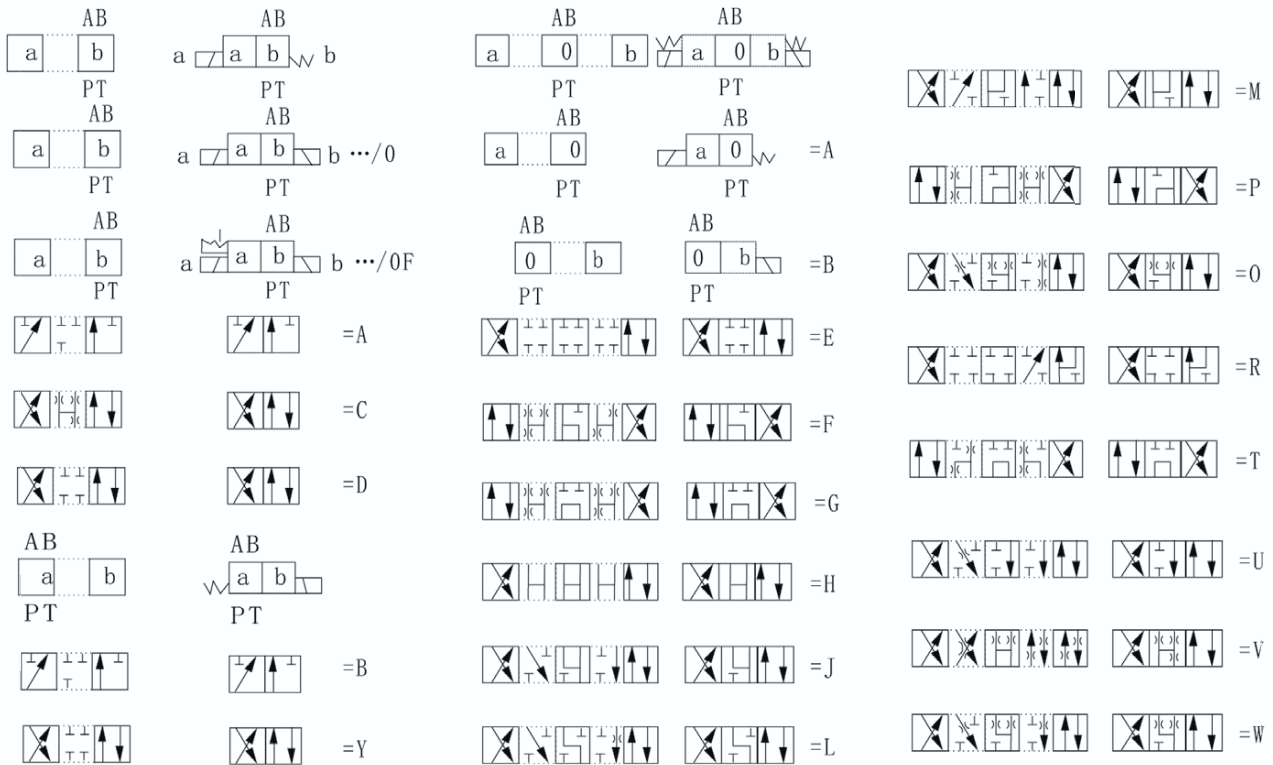 AB
a b
PT
AB
a a b b
PT
AB
a b
PT
AB
a a b b …/0
PT
AB
a b
PT
AB
a a b b …/0F
PT
=A
=C
=D
AB
a b
PT
AB
a b
PT
=B
=Y
AB
a 0 b
PT
AB
a 0 b
PT
AB
a 0
PT
AB
a 0 =A
PT
AB
0 b
PT
AB
0 b =B
PT
=E
=F
=G
=H
=J
=L
=M
=P
=O
=R
=T
=U
=V
=W